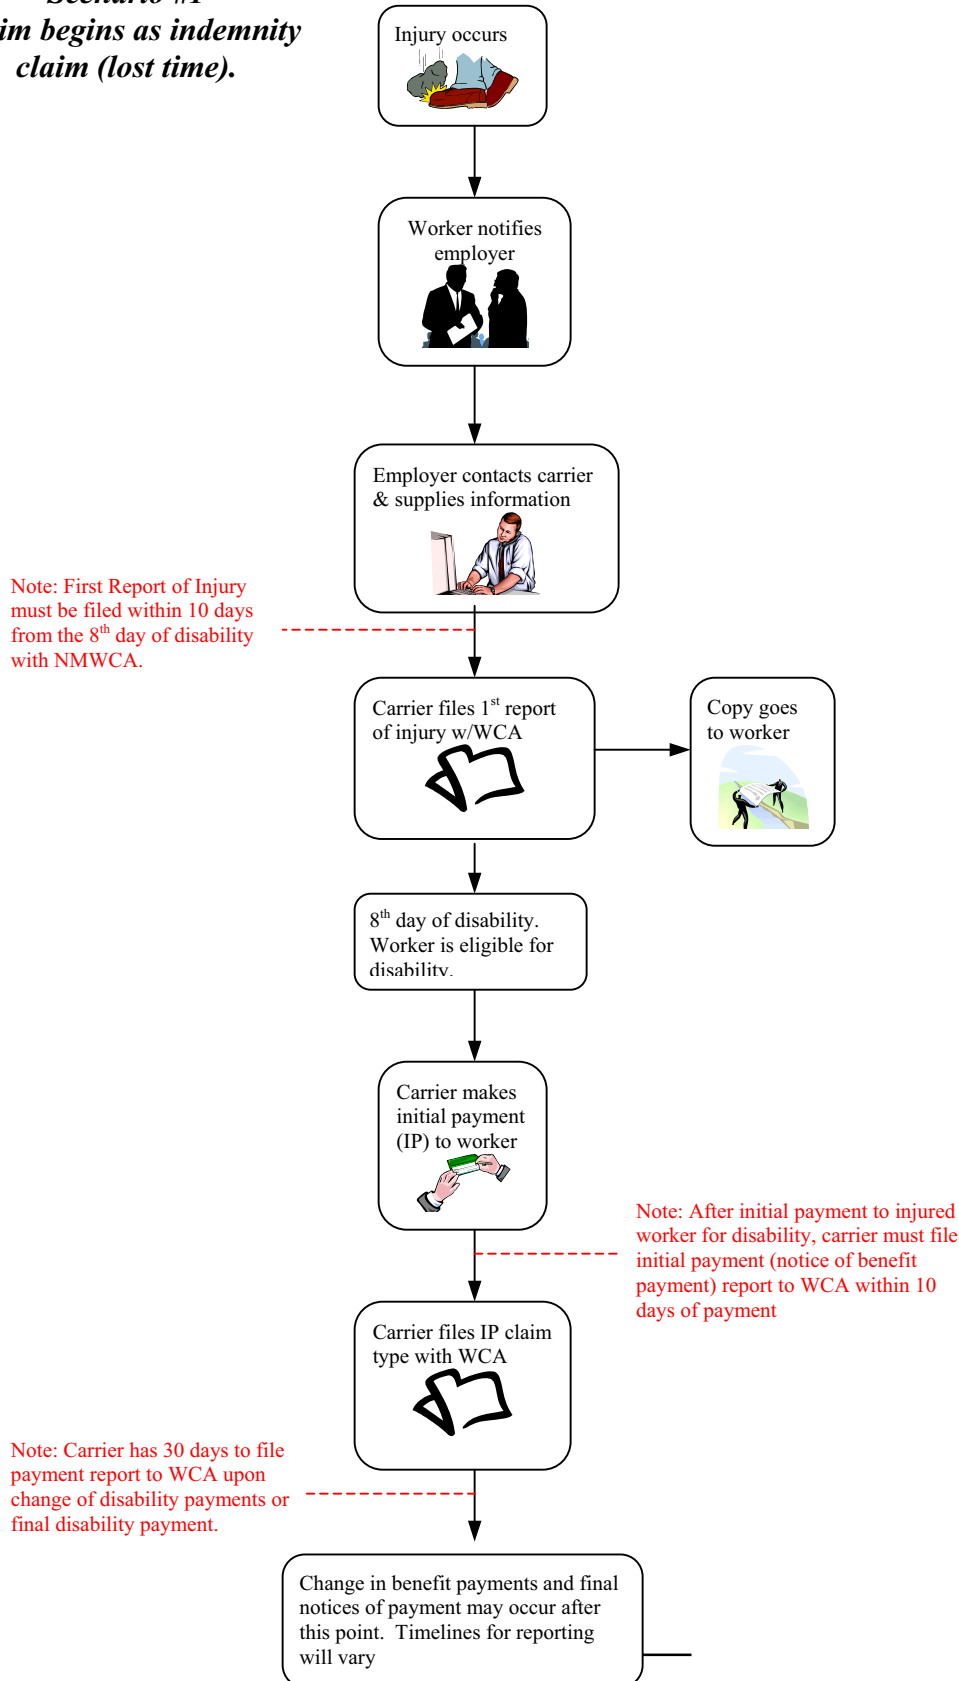 Scenario #1
im begins as indemnity
claim (lost time).
Injury occurs
Worker notifies
employer
Employer contacts carrier
& supplies information
Note: First Report of Injury
must be filed within 10 days
from the 8th day of disability
with NMWCA.
Carrier files 1st report
of injury w/WCA
Copy goes
to worker
8th day of disability.
Worker is eligible for
disability.
Carrier makes
initial payment
(IP) to worker
Note: After initial payment to injured
worker for disability, carrier must file
initial payment (notice of benefit
payment) report to WCA within 10
days of payment
Carrier files IP claim
type with WCA
Note: Carrier has 30 days to file
payment report to WCA upon
change of disability payments or
final disability payment.
Change in benefit payments and final
notices of payment may occur after
this point.  Timelines for reporting
will vary